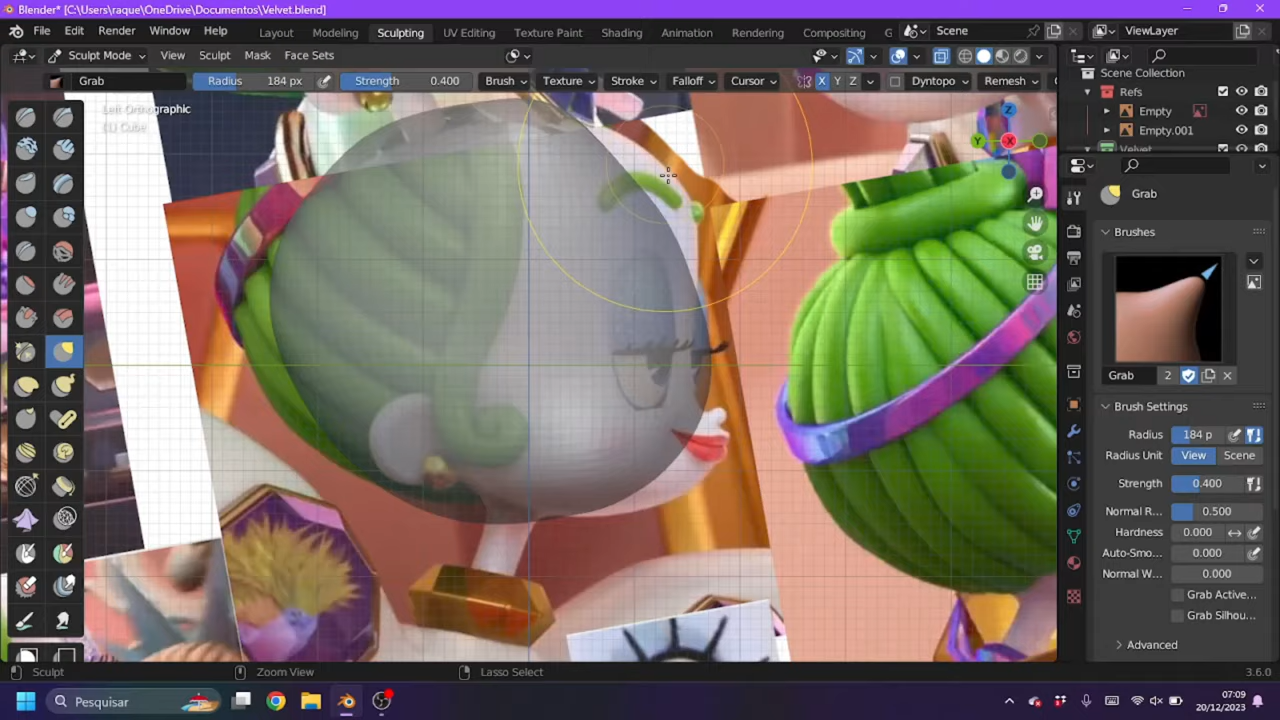 Blender* [C:\Users\raque\OneDrive\Documentos\Velvet.blend]
File Edit Render Window Help Layout Modeling Sculpting UV Editing Texture Paint Shading Animation Rendering Compositing G Scene ViewLayer
Sculpt Mode View Sculpt Mask Face Sets
Grab Radius 184 px Strength 0.400 Brush Texture Stroke Falloff Cursor X Y Z Dyntopo Remesh
Scene Collection
Refs
Empty
Empty.001
Velvet
Left Orthographic
(1) Cube
Z
Y
X
Grab
Brushes
Grab 2
Brush Settings
Radius 184 p
Radius Unit View Scene
Strength 0.400
Normal R... 0.500
Hardness 0.000
Auto-Smo... 0.000
Normal W... 0.000
Grab Active...
Grab Silhou...
Advanced
Sculpt Zoom View Lasso Select 3.6.0
Pesquisar
07:09
20/12/2023